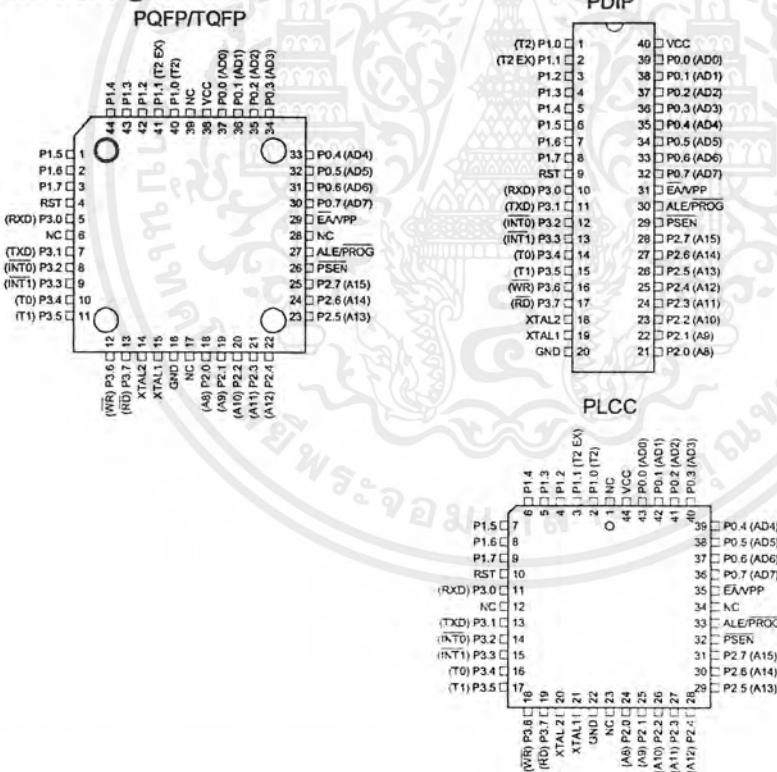 PQFP/TQFP
44 P1.4
43 P1.3
42 P1.2
41 P1.1 (T2 EX)
40 P1.0 (T2)
39 NC
38 VCC
37 P0.0 (AD0)
36 P0.1 (AD1)
35 P0.2 (AD2)
34 P0.3 (AD3)
P1.5 1
P1.6 2
P1.7 3
RST 4
(RXD) P3.0 5
NC 6
(TXD) P3.1 7
(INT0) P3.2 8
(INT1) P3.3 9
(T0) P3.4 10
(T1) P3.5 11
33 P0.4 (AD4)
32 P0.5 (AD5)
31 P0.6 (AD6)
30 P0.7 (AD7)
29 EA/VPP
28 NC
27 ALE/PROG
26 PSEN
25 P2.7 (A15)
24 P2.6 (A14)
23 P2.5 (A13)
(WR) P3.6 12
(RD) P3.7 13
XTAL2 14
XTAL1 15
GND 16
NC 17
(A8) P2.0 18
(A9) P2.1 19
(A10) P2.2 20
(A11) P2.3 21
(A12) P2.4 22
PDIP
(T2) P1.0 1
(T2 EX) P1.1 2
P1.2 3
P1.3 4
P1.4 5
P1.5 6
P1.6 7
P1.7 8
RST 9
(RXD) P3.0 10
(TXD) P3.1 11
(INT0) P3.2 12
(INT1) P3.3 13
(T0) P3.4 14
(T1) P3.5 15
(WR) P3.6 16
(RD) P3.7 17
XTAL2 18
XTAL1 19
GND 20
40 VCC
39 P0.0 (AD0)
38 P0.1 (AD1)
37 P0.2 (AD2)
36 P0.3 (AD3)
35 P0.4 (AD4)
34 P0.5 (AD5)
33 P0.6 (AD6)
32 P0.7 (AD7)
31 EA/VPP
30 ALE/PROG
29 PSEN
28 P2.7 (A15)
27 P2.6 (A14)
26 P2.5 (A13)
25 P2.4 (A12)
24 P2.3 (A11)
23 P2.2 (A10)
22 P2.1 (A9)
21 P2.0 (A8)
PLCC
6 P1.4
5 P1.3
4 P1.2
3 P1.1 (T2 EX)
2 P1.0 (T2)
1 NC
44 VCC
43 P0.0 (AD0)
42 P0.1 (AD1)
41 P0.2 (AD2)
40 P0.3 (AD3)
P1.5 7
P1.6 8
P1.7 9
RST 10
(RXD) P3.0 11
NC 12
(TXD) P3.1 13
(INT0) P3.2 14
(INT1) P3.3 15
(T0) P3.4 16
(T1) P3.5 17
39 P0.4 (AD4)
38 P0.5 (AD5)
37 P0.6 (AD6)
36 P0.7 (AD7)
35 EA/VPP
34 NC
33 ALE/PROG
32 PSEN
31 P2.7 (A15)
30 P2.6 (A14)
29 P2.5 (A13)
(WR) P3.6 18
(RD) P3.7 19
XTAL2 20
XTAL1 21
GND 22
NC 23
(A8) P2.0 24
(A9) P2.1 25
(A10) P2.2 26
(A11) P2.3 27
(A12) P2.4 28